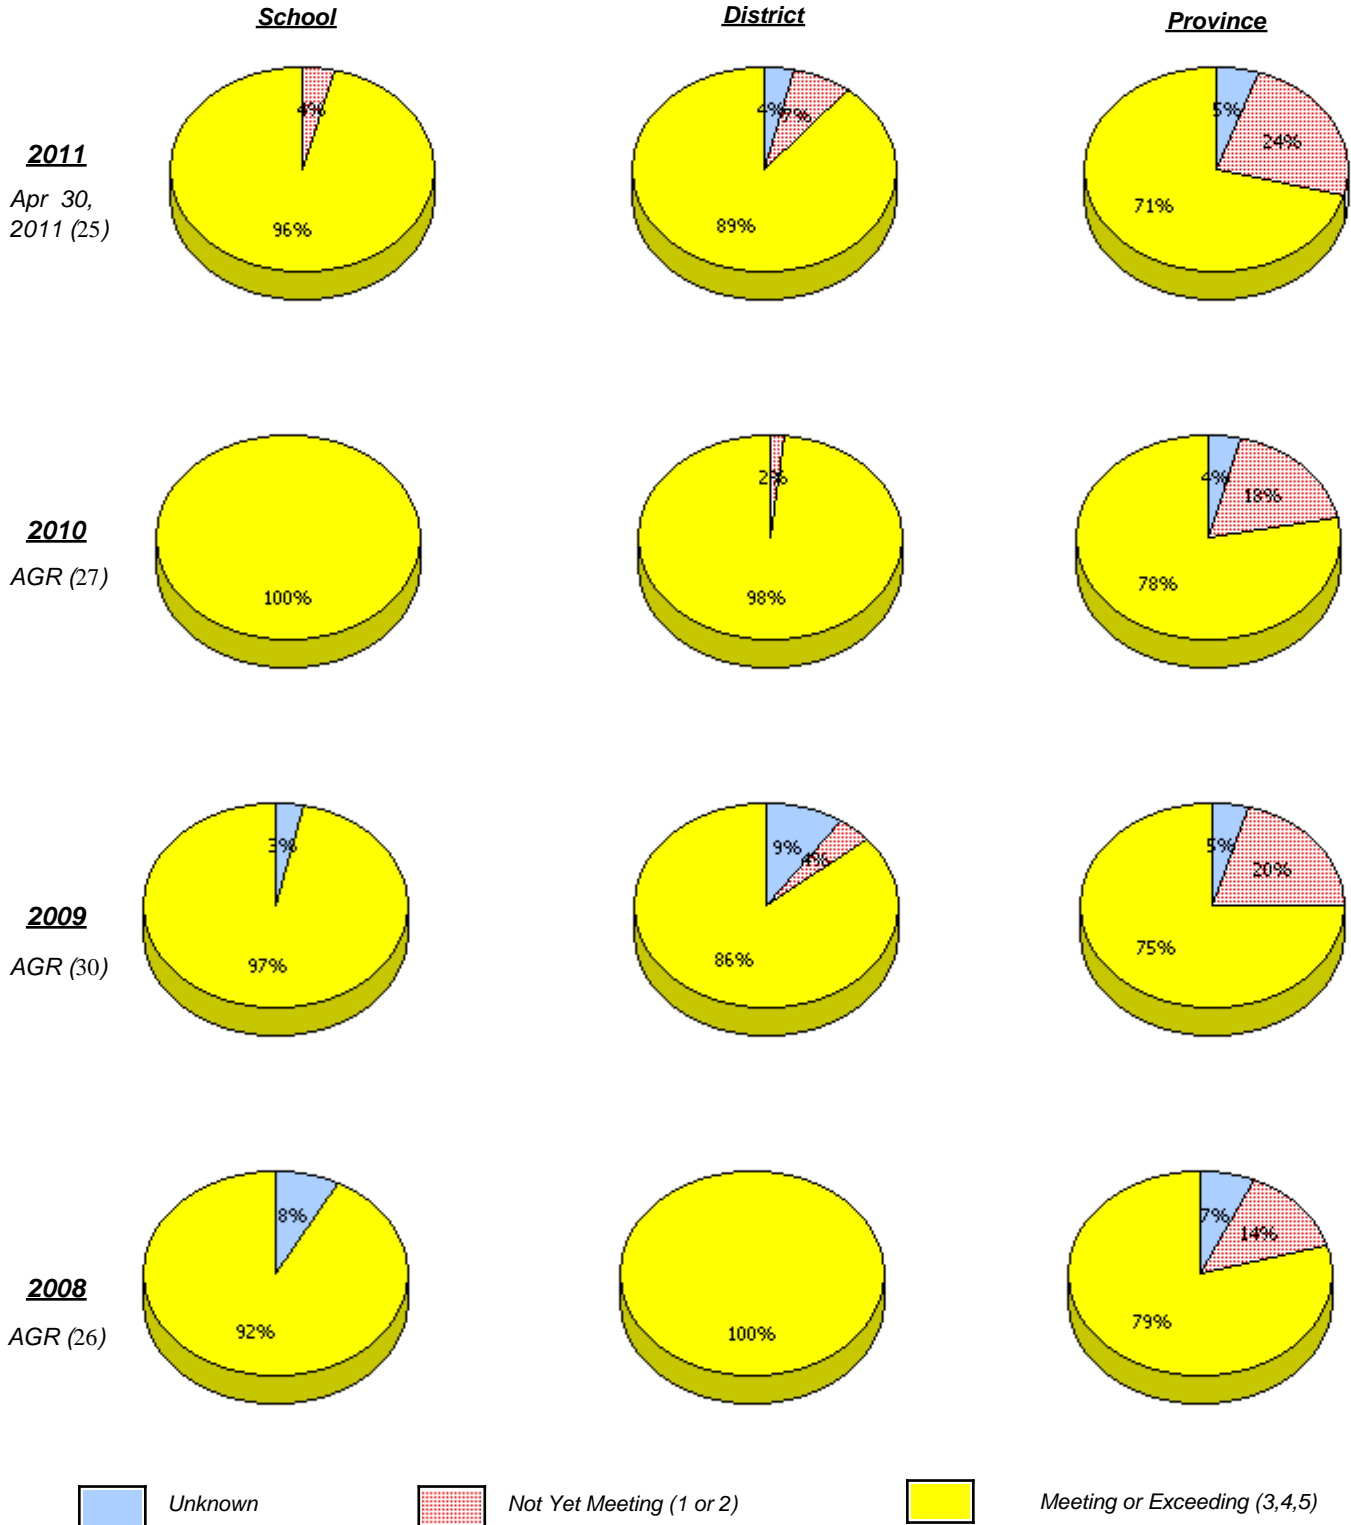 School District Province
4% 4% 7% 5% 24%
2011
Apr 30,
2011 (25)
96% 89% 71%
2% 4% 18%
2010
AGR (27)
100% 98% 78%
3% 9% 4% 5% 20%
2009
AGR (30)
97% 86% 75%
8% 7% 14%
2008
AGR (26)
92% 100% 79%
Unknown Not Yet Meeting (1 or 2) Meeting or Exceeding (3,4,5)